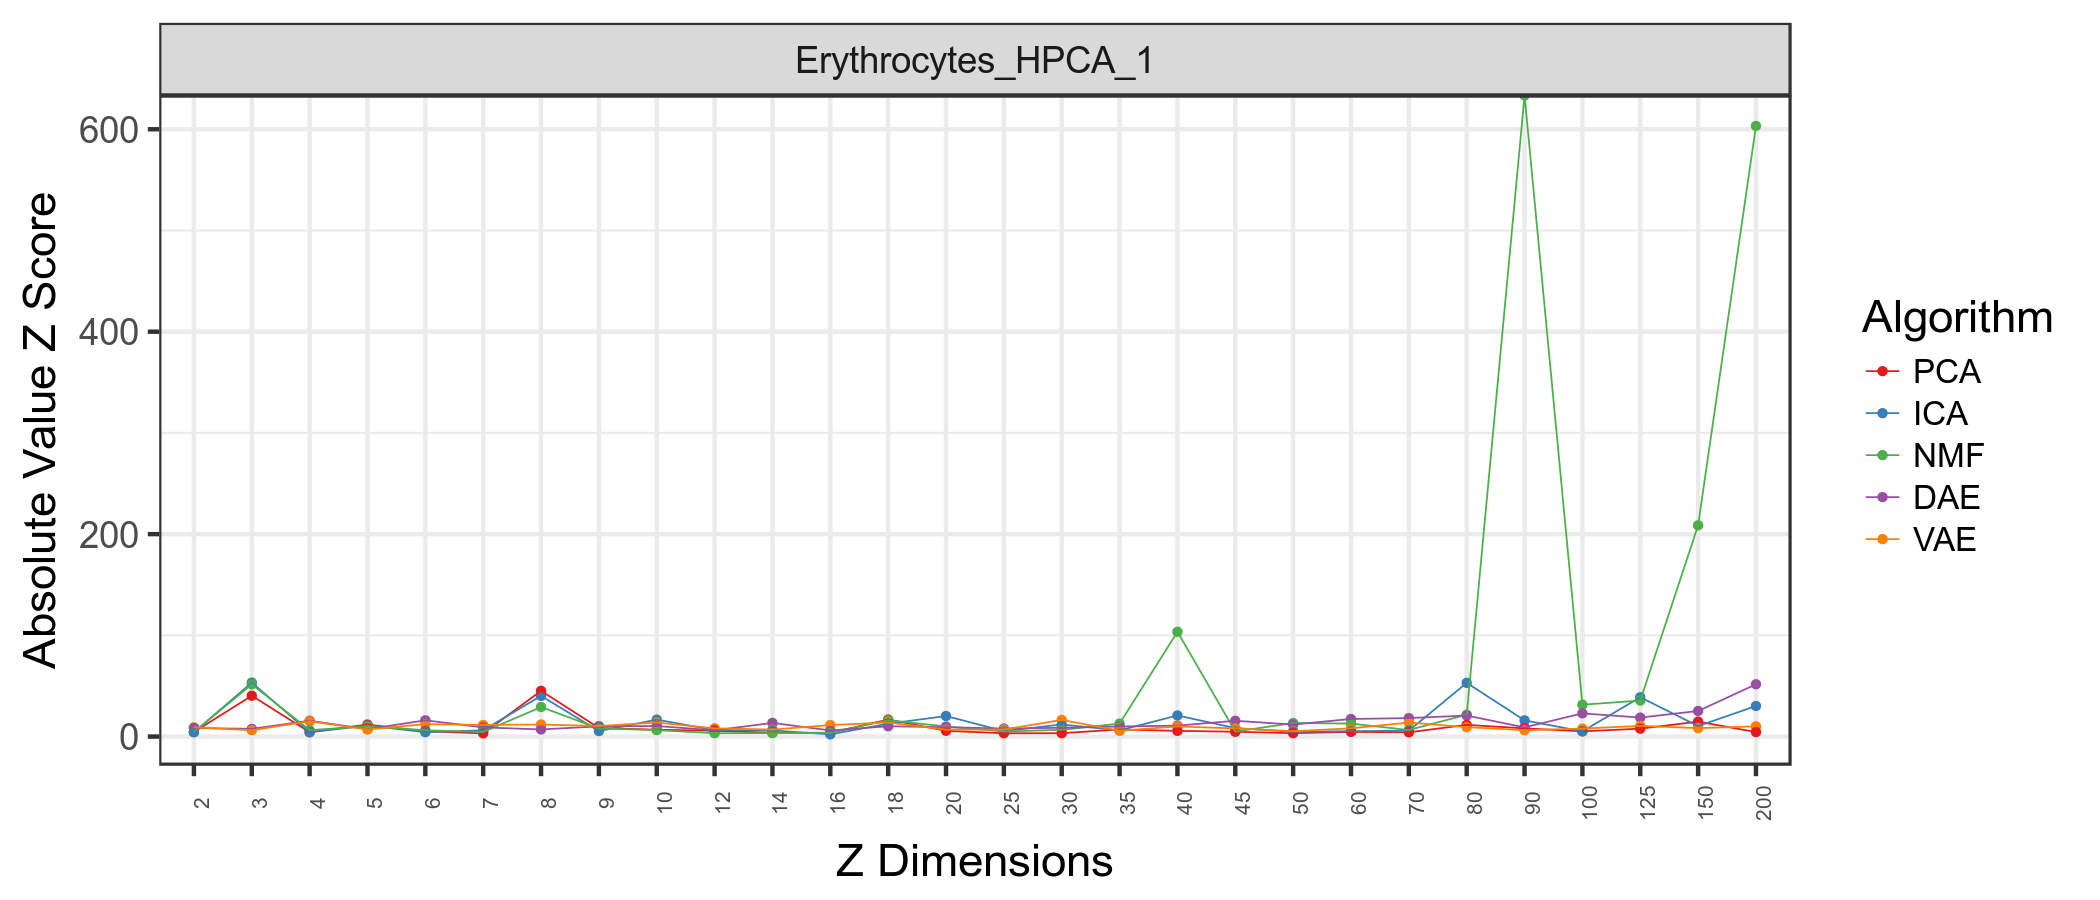 Erythrocytes_HPCA_1
600
400
200
0
Absolute Value Z Score
2 3 4 5 6 7 8 9 10 12 14 16 18 20 25 30 35 40 45 50 60 70 80 90 100 125 150 200
Z Dimensions
Algorithm
PCA
ICA
NMF
DAE
VAE